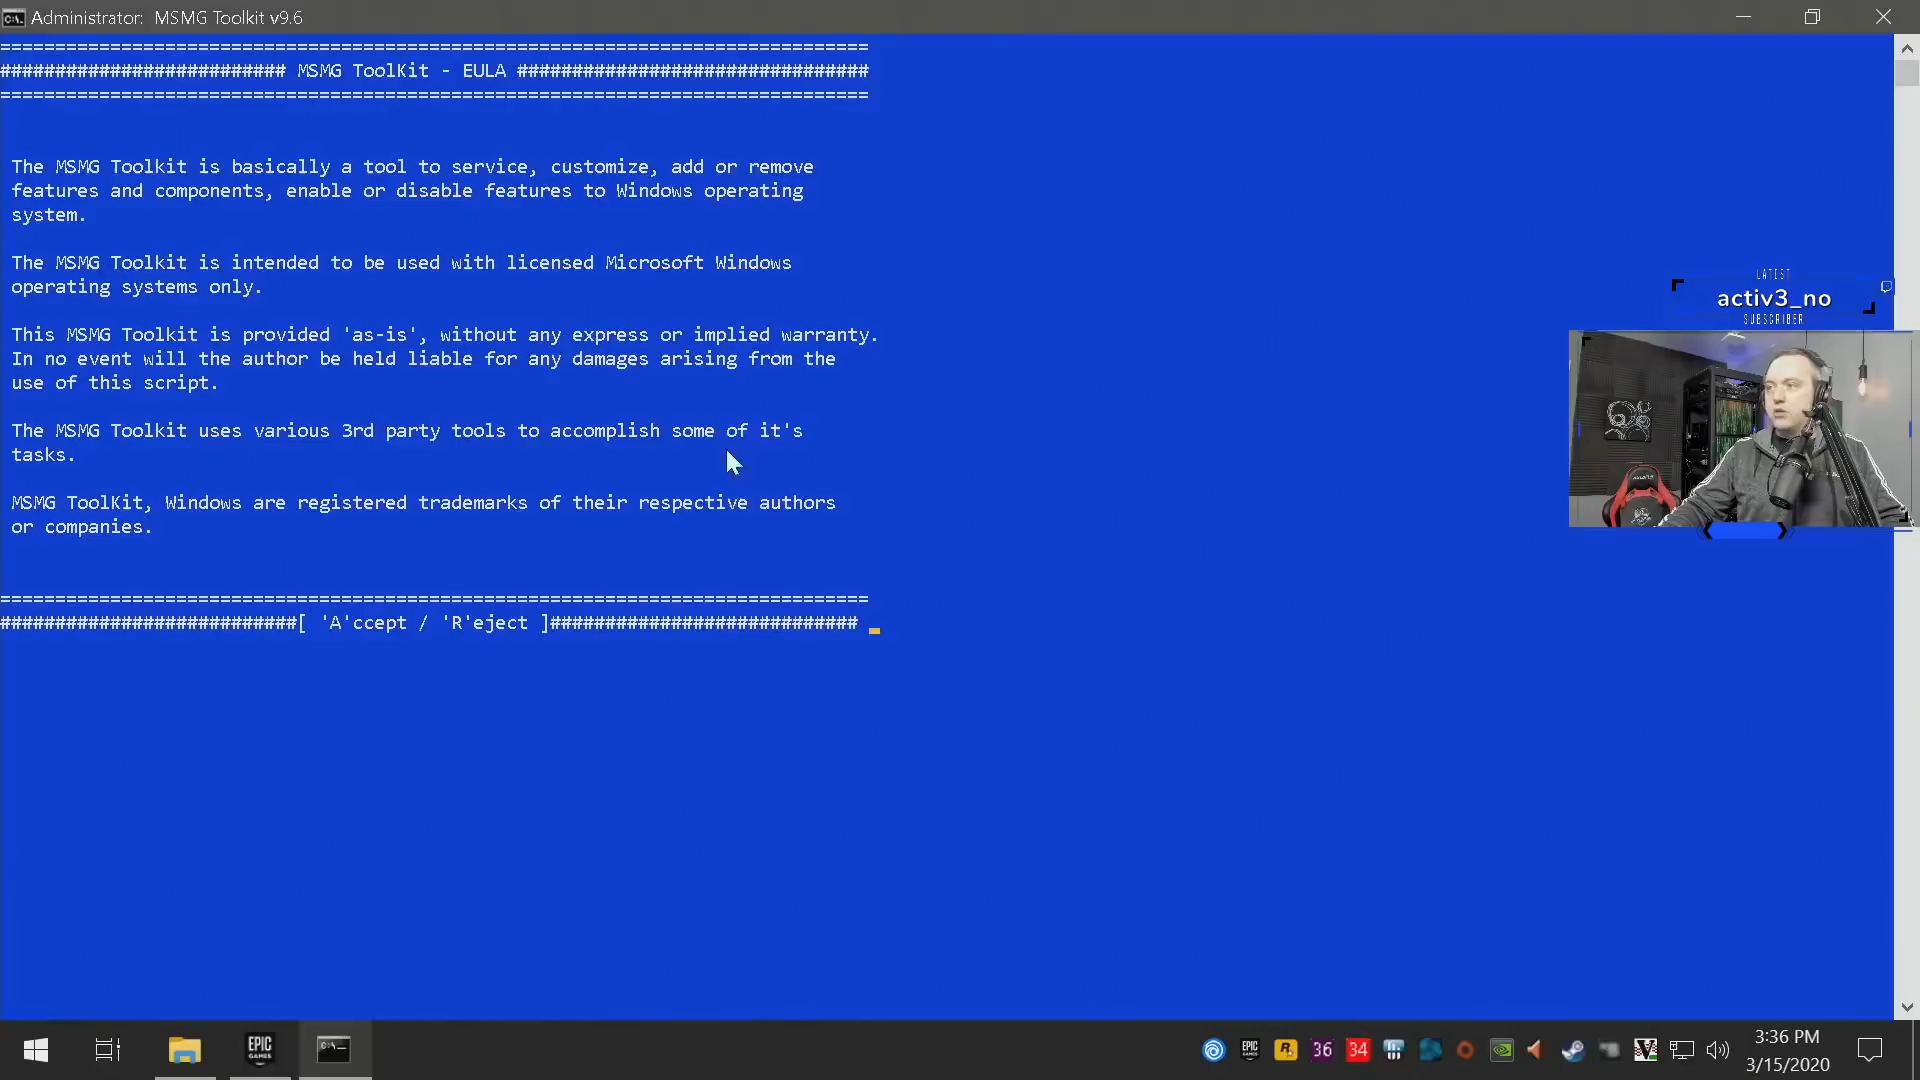 Administrator: MSMG Toolkit v9.6
===============================================================================
########################## MSMG ToolKit - EULA ################################
===============================================================================
The MSMG Toolkit is basically a tool to service, customize, add or remove
features and components, enable or disable features to Windows operating
system.
The MSMG Toolkit is intended to be used with licensed Microsoft Windows
operating systems only.
This MSMG Toolkit is provided 'as-is', without any express or implied warranty.
In no event will the author be held liable for any damages arising from the
use of this script.
The MSMG Toolkit uses various 3rd party tools to accomplish some of it's
tasks.
MSMG ToolKit, Windows are registered trademarks of their respective authors
or companies.
===============================================================================
###########################[ 'A'ccept / 'R'eject ]############################
LATEST
activ3_no
SUBSCRIBER
EPIC GAMES
EPIC GAMES
36
34
3:36 PM
3/15/2020